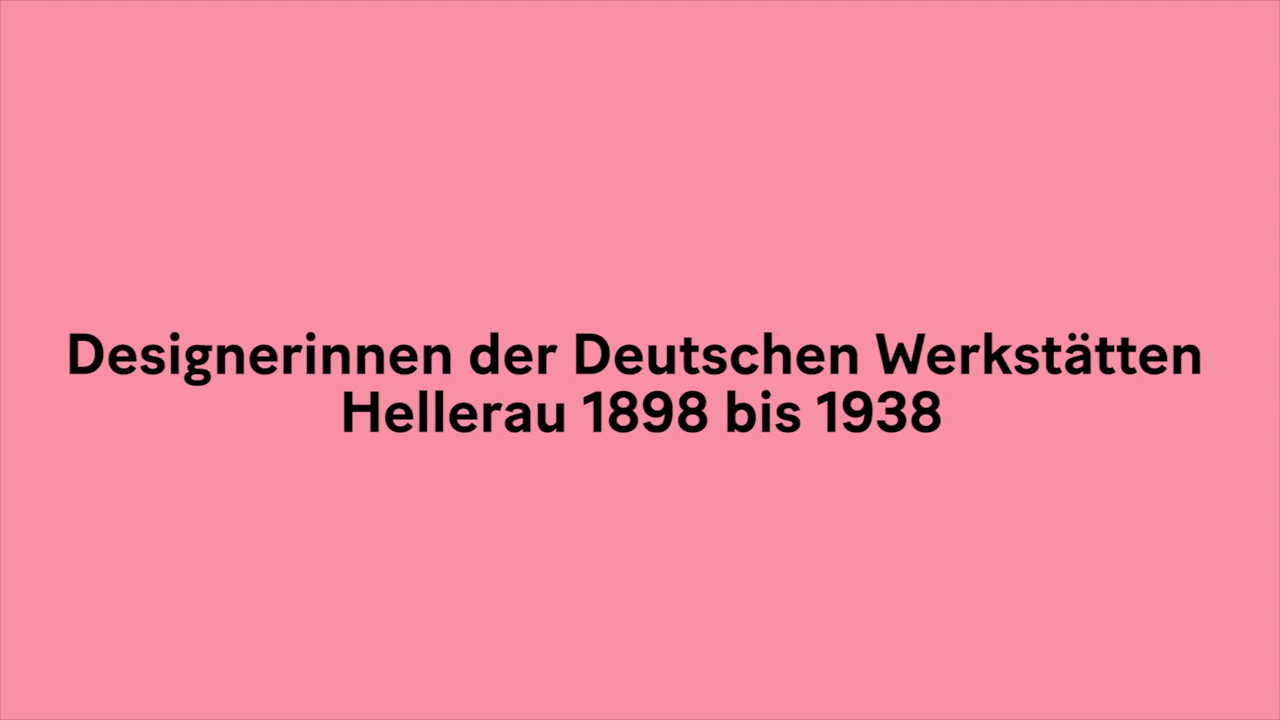 Designerinnen der Deutschen Werkstätten
Hellerau 1898 bis 1938